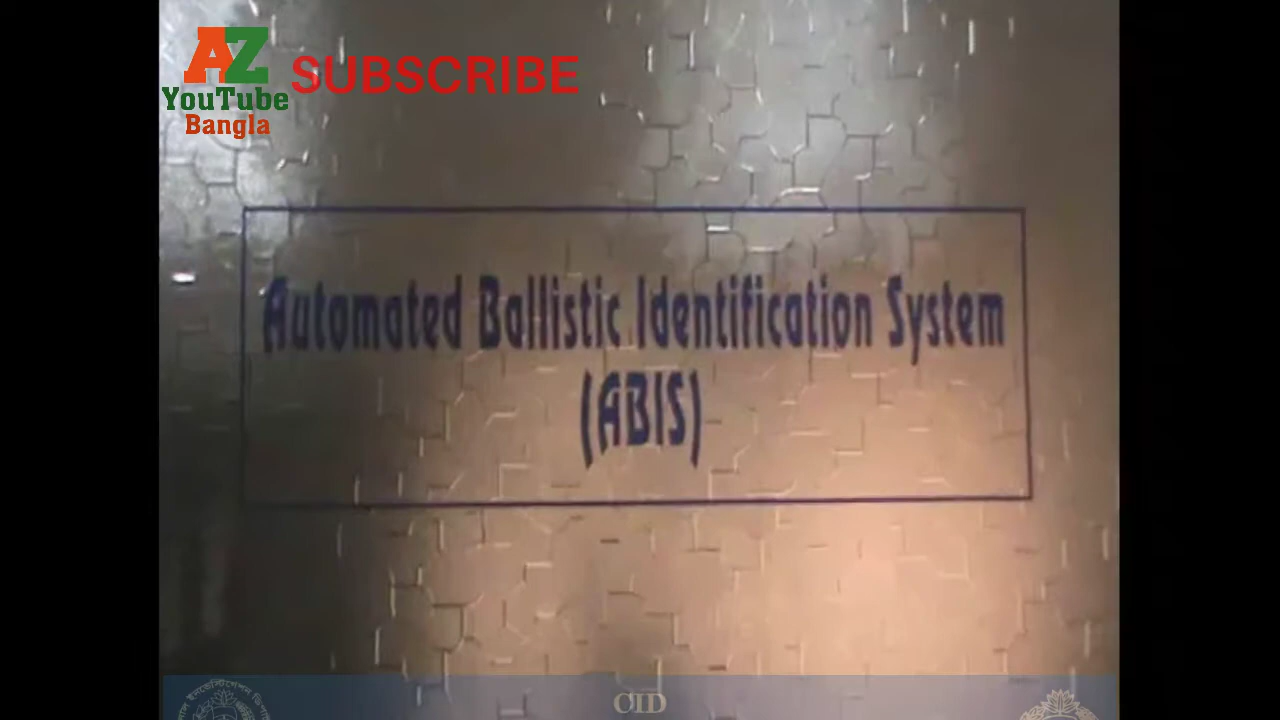 AZ
YouTube
Bangla
SUBSCRIBE
Automated Ballistic Identification System
(ABIS)
CID